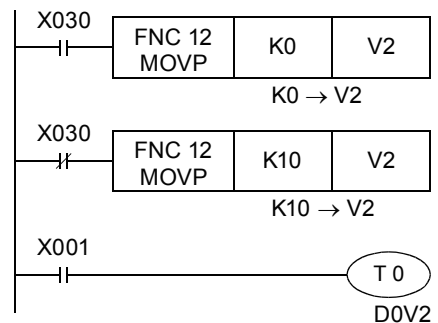 X030
FNC 12 MOVP K0 V2
K0 → V2
X030
FNC 12 MOVP K10 V2
K10 → V2
X001
T 0
D0V2